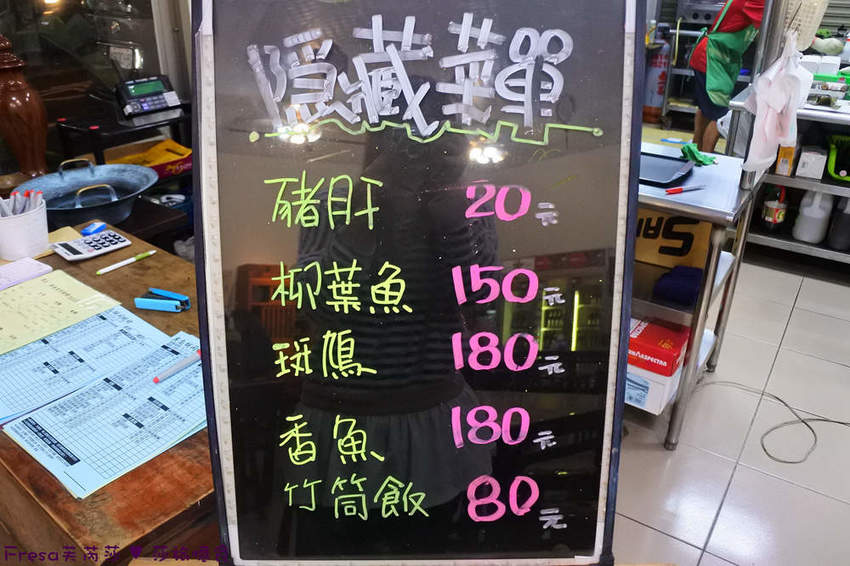 隱藏菜單
豬肝 20元
柳葉魚 150元
斑鳩 180元
香魚 180元
竹筒飯 80元
SAN
Fresa芙芮莎